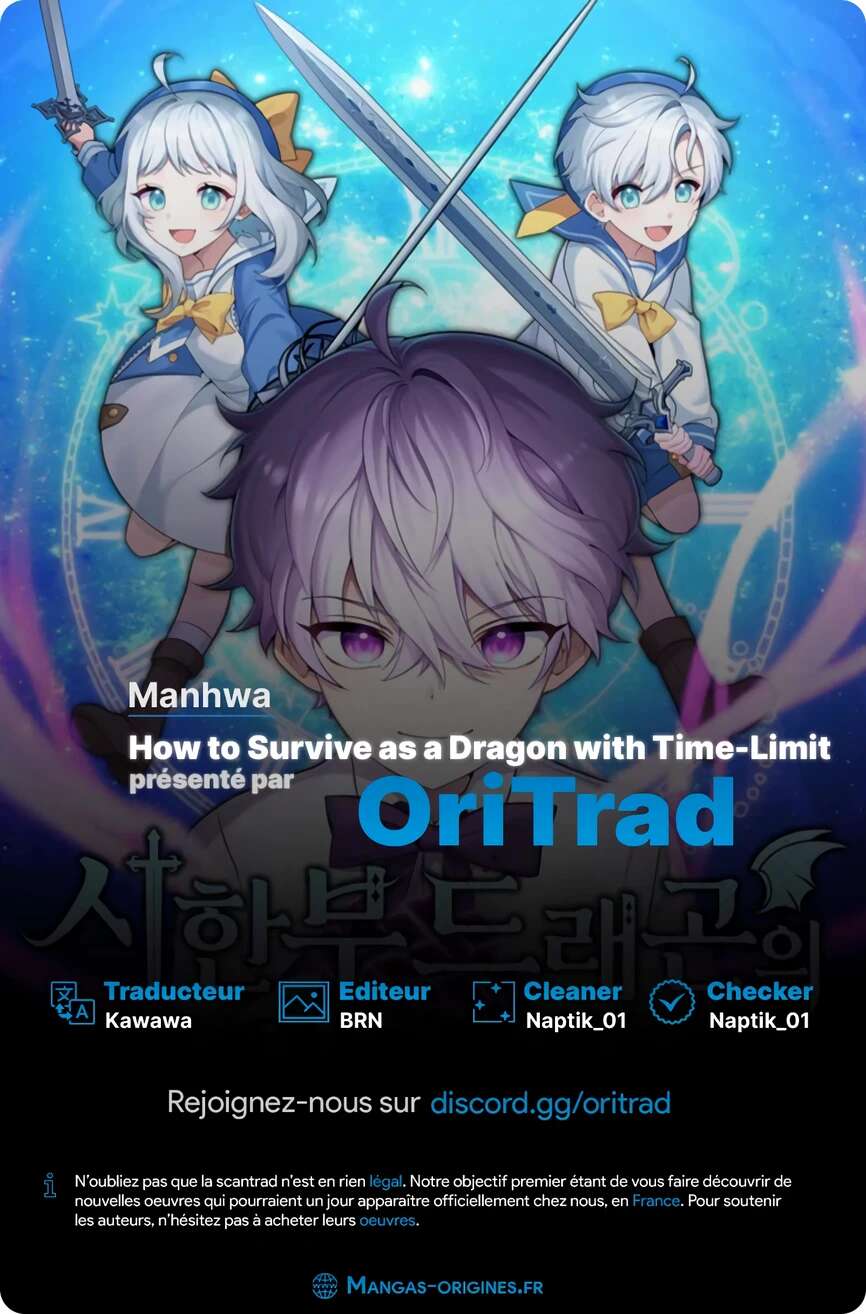 Manhwa
How to Survive as a Dragon with Time-Limit
présenté par
OriTrad
시한부 드래곤의
Traducteur
Kawawa
Editeur
BRN
Cleaner
Naptik_01
Checker
Naptik_01
Rejoignez-nous sur discord.gg/oritrad
N'oubliez pas que la scantrad n'est en rien légal. Notre objectif premier étant de vous faire découvrir de
nouvelles oeuvres qui pourraient un jour apparaître officiellement chez nous, en France. Pour soutenir
les auteurs, n'hésitez pas à acheter leurs oeuvres.
MANGAS-ORIGINES.FR